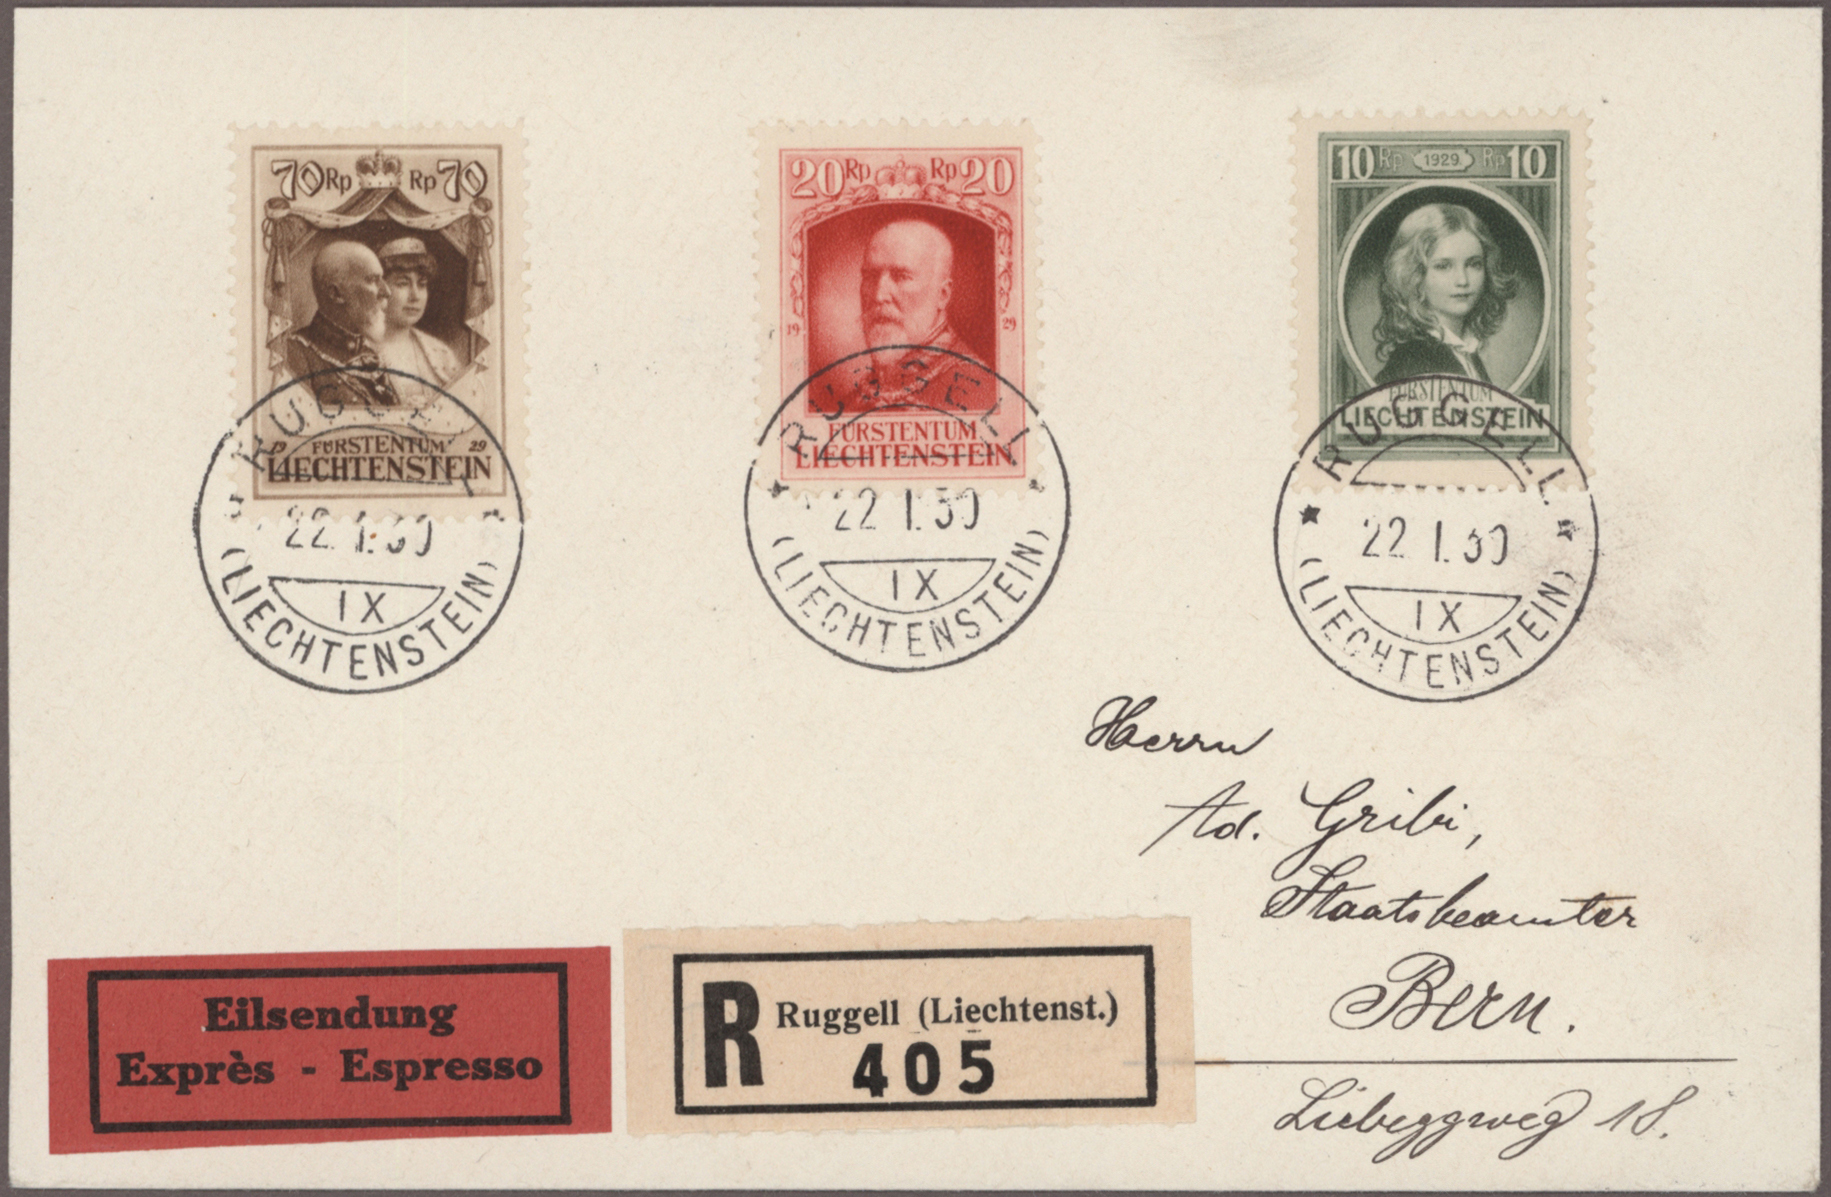 70 Rp Rp 70
19 FÜRSTENTUM 29
LIECHTENSTEIN
20 Rp Rp 20
19 29
FÜRSTENTUM
LIECHTENSTEIN
10 Rp 1929 Rp 10
FÜRSTENTUM
LIECHTENSTEIN
RUGGELL
22.I.30
IX
(LIECHTENSTEIN)
RUGGELL
22.I.30
IX
(LIECHTENSTEIN)
RUGGELL
22.I.30
IX
(LIECHTENSTEIN)
Herrn
Ad. Gribi,
Staatsbeamter
Bern.
Liebeggweg 18.
Eilsendung
Exprès - Espresso
R Ruggell (Liechtenst.)
405